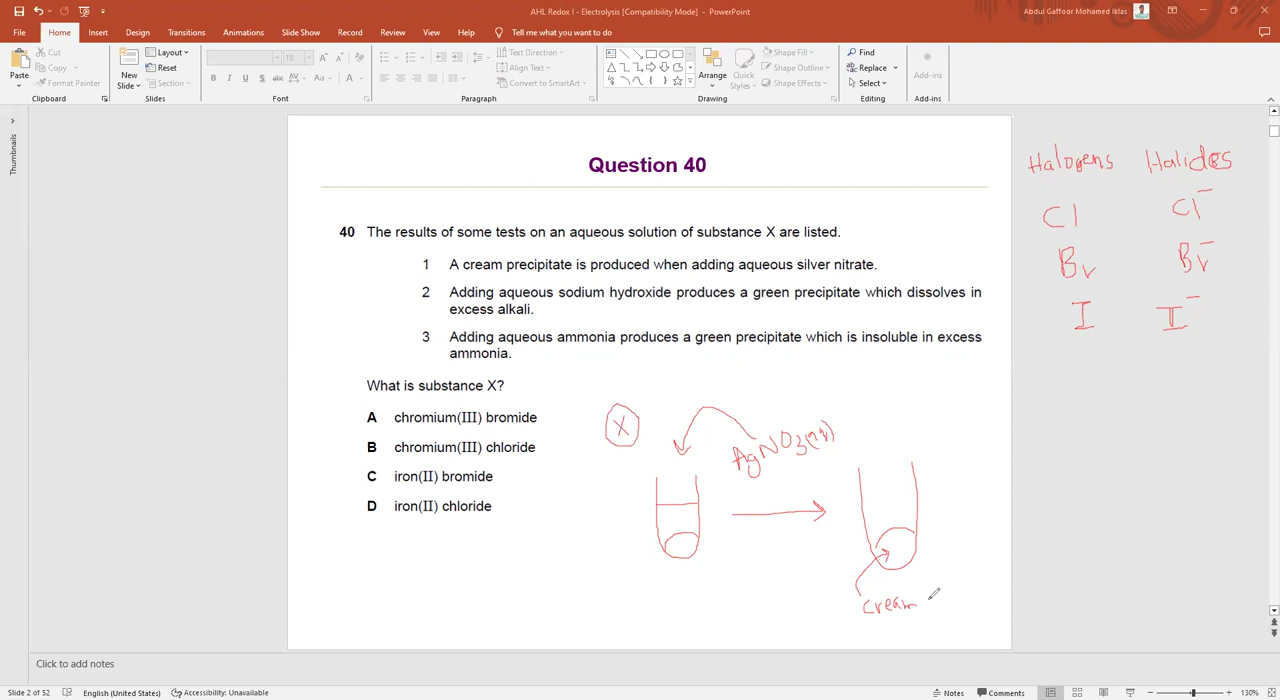 AHL Redox I - Electrolysis [Compatibility Mode] - PowerPoint
Abdul Gaffoor Mohamed Iklas
File Home Insert Design Transitions Animations Slide Show Record Review View Help Tell me what you want to do
Paste
Cut
Copy
Format Painter
Clipboard
New Slide
Layout
Reset
Section
Slides
18
B I U S abc AV Aa A
Font
Text Direction
Align Text
Convert to SmartArt
Paragraph
Arrange
Quick Styles
Shape Fill
Shape Outline
Shape Effects
Drawing
Find
Replace
Select
Editing
Add-ins
Add-ins
Thumbnails
Question 40
40 The results of some tests on an aqueous solution of substance X are listed.
1 A cream precipitate is produced when adding aqueous silver nitrate.
2 Adding aqueous sodium hydroxide produces a green precipitate which dissolves in
excess alkali.
3 Adding aqueous ammonia produces a green precipitate which is insoluble in excess
ammonia.
What is substance X?
A chromium(III) bromide
B chromium(III) chloride
C iron(II) bromide
D iron(II) chloride
X
AgNO3(aq)
cream
Halogens Halides
Cl Cl⁻
Br Br⁻
I I⁻
Click to add notes
Slide 2 of 52 English (United States) Accessibility: Unavailable Notes Comments 130%